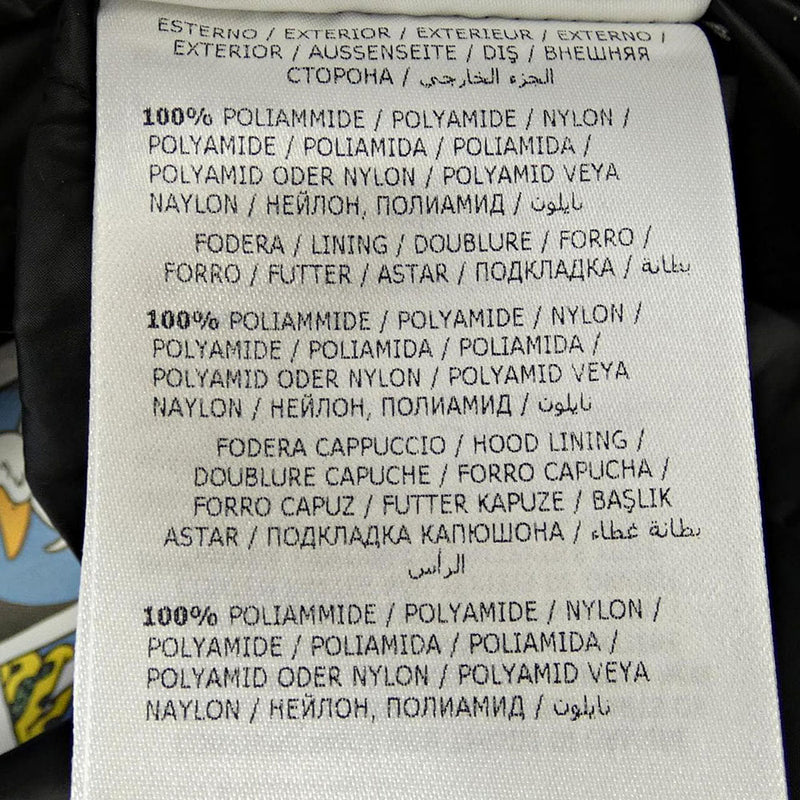 ESTERNO / EXTERIOR / EXTERIEUR / EXTERNO /
EXTERIOR / AUSSENSEITE / DIŞ / ВНЕШНЯЯ
СТОРОНА / الجزء الخارجي
100% POLIAMMIDE / POLYAMIDE / NYLON /
POLYAMIDE / POLIAMIDA / POLIAMIDA /
POLYAMID ODER NYLON / POLYAMID VEYA
NAYLON / НЕЙЛОН, ПОЛИАМИД / نايلون
FODERA / LINING / DOUBLURE / FORRO /
FORRO / FUTTER / ASTAR / ПОДКЛАДКА / بطانة
100% POLIAMMIDE / POLYAMIDE / NYLON /
POLYAMIDE / POLIAMIDA / POLIAMIDA /
POLYAMID ODER NYLON / POLYAMID VEYA
NAYLON / НЕЙЛОН, ПОЛИАМИД / نايلون
FODERA CAPPUCCIO / HOOD LINING /
DOUBLURE CAPUCHE / FORRO CAPUCHA /
FORRO CAPUZ / FUTTER KAPUZE / BAŞLIK
ASTAR / ПОДКЛАДКА КАПЮШОНА / بطانة غطاء
الرأس
100% POLIAMMIDE / POLYAMIDE / NYLON /
POLYAMIDE / POLIAMIDA / POLIAMIDA /
POLYAMID ODER NYLON / POLYAMID VEYA
NAYLON / НЕЙЛОН, ПОЛИАМИД / نايلون